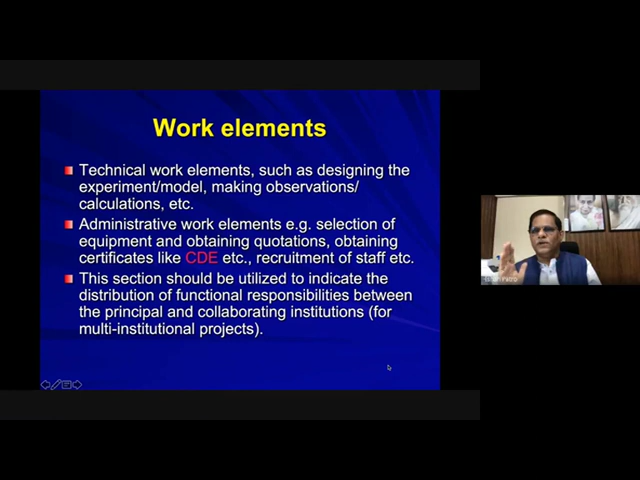 Work elements
Technical work elements, such as designing the
experiment/model, making observations/
calculations, etc.
Administrative work elements e.g. selection of
equipment and obtaining quotations, obtaining
certificates like CDE etc., recruitment of staff etc.
This section should be utilized to indicate the
distribution of functional responsibilities between
the principal and collaborating institutions (for
multi-institutional projects).